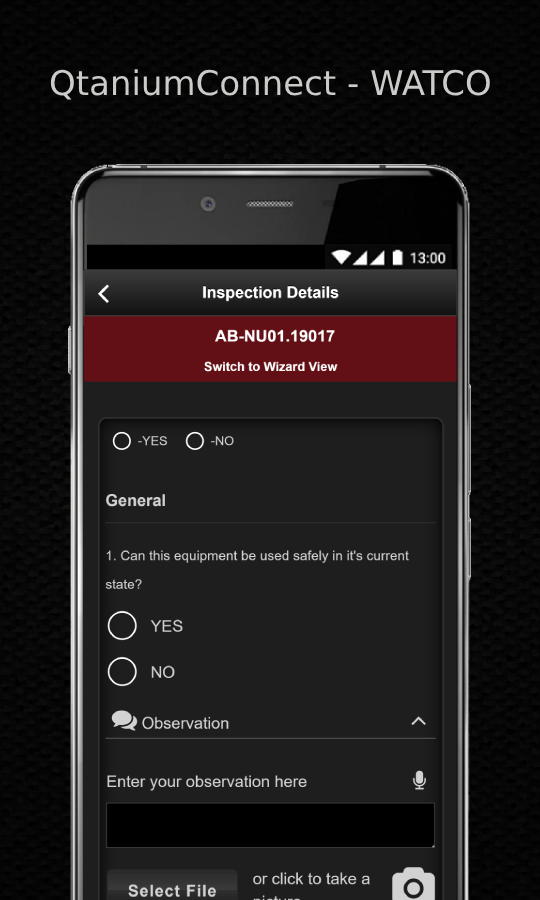 QtaniumConnect - WATCO
13:00
Inspection Details
AB-NU01.19017
Switch to Wizard View
-YES -NO
General
1. Can this equipment be used safely in it's current
state?
YES
NO
Observation
Enter your observation here
Select File
or click to take a
picture